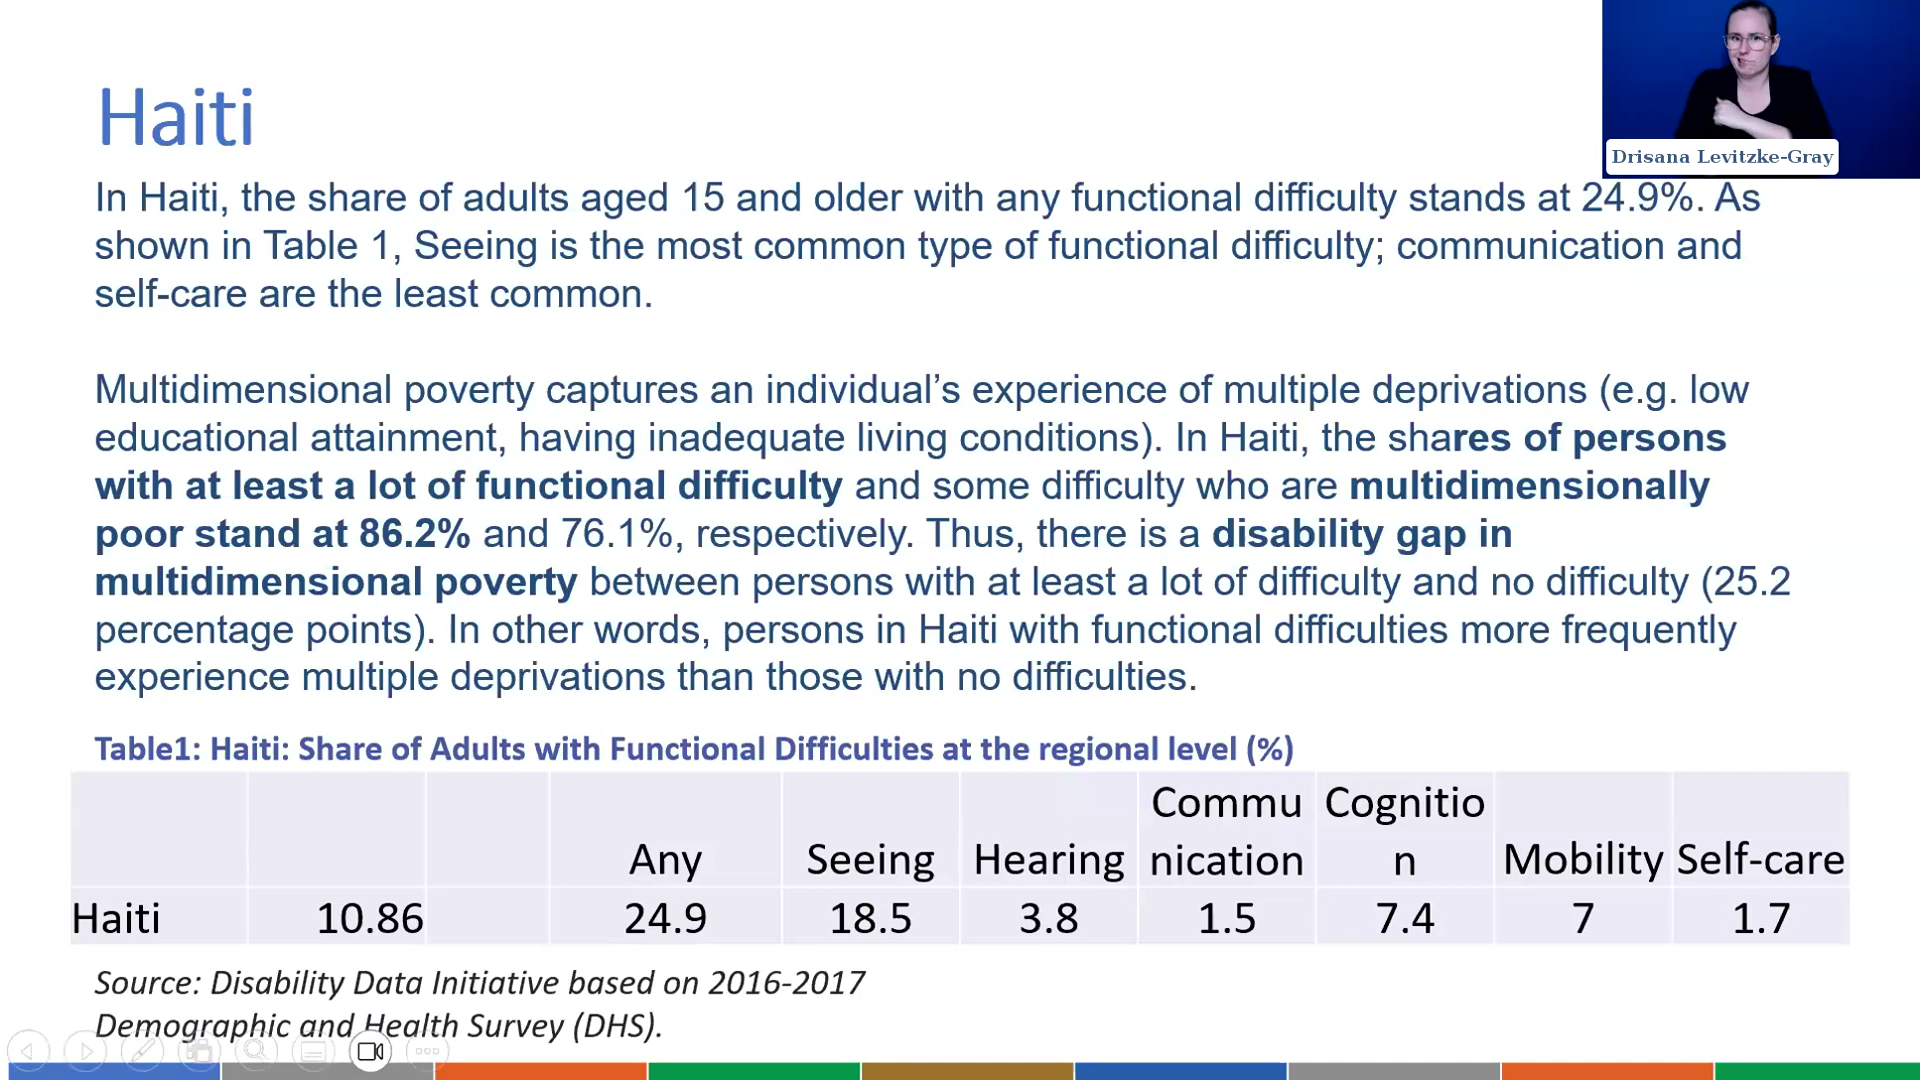 Haiti
Drisana Levitzke-Gray
In Haiti, the share of adults aged 15 and older with any functional difficulty stands at 24.9%. As
shown in Table 1, Seeing is the most common type of functional difficulty; communication and
self-care are the least common.
Multidimensional poverty captures an individual’s experience of multiple deprivations (e.g. low
educational attainment, having inadequate living conditions). In Haiti, the shares of persons
with at least a lot of functional difficulty and some difficulty who are multidimensionally
poor stand at 86.2% and 76.1%, respectively. Thus, there is a disability gap in
multidimensional poverty between persons with at least a lot of difficulty and no difficulty (25.2
percentage points). In other words, persons in Haiti with functional difficulties more frequently
experience multiple deprivations than those with no difficulties.
Table1: Haiti: Share of Adults with Functional Difficulties at the regional level (%)
Commu Cognitio
Any Seeing Hearing nication n Mobility Self-care
Haiti 10.86 24.9 18.5 3.8 1.5 7.4 7 1.7
Source: Disability Data Initiative based on 2016-2017
Demographic and Health Survey (DHS).